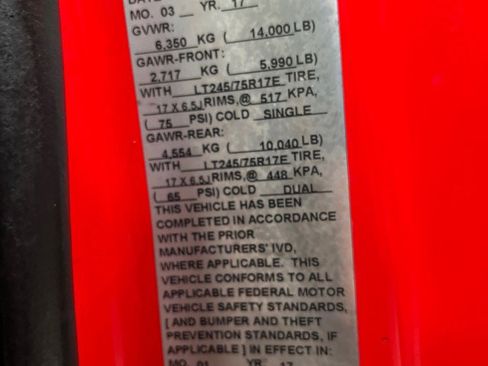 MO. 03 YR. 17
GVWR:
6,350 KG ( 14,000 LB)
GAWR-FRONT:
2,717 KG ( 5,990 LB)
WITH LT245/75R17E TIRE,
17 X 6.5J RIMS,@ 517 KPA,
( 75 PSI) COLD SINGLE
GAWR-REAR:
4,554 KG ( 10,040 LB)
WITH LT245/75R17E TIRE,
17 X 6.5J RIMS,@ 448 KPA,
( 65 PSI) COLD DUAL
THIS VEHICLE HAS BEEN
COMPLETED IN ACCORDANCE
WITH THE PRIOR
MANUFACTURERS' IVD,
WHERE APPLICABLE. THIS
VEHICLE CONFORMS TO ALL
APPLICABLE FEDERAL MOTOR
VEHICLE SAFETY STANDARDS,
[ AND BUMPER AND THEFT
PREVENTION STANDARDS, IF
APPLICABLE ] IN EFFECT IN:
MO. 01 YR. 17